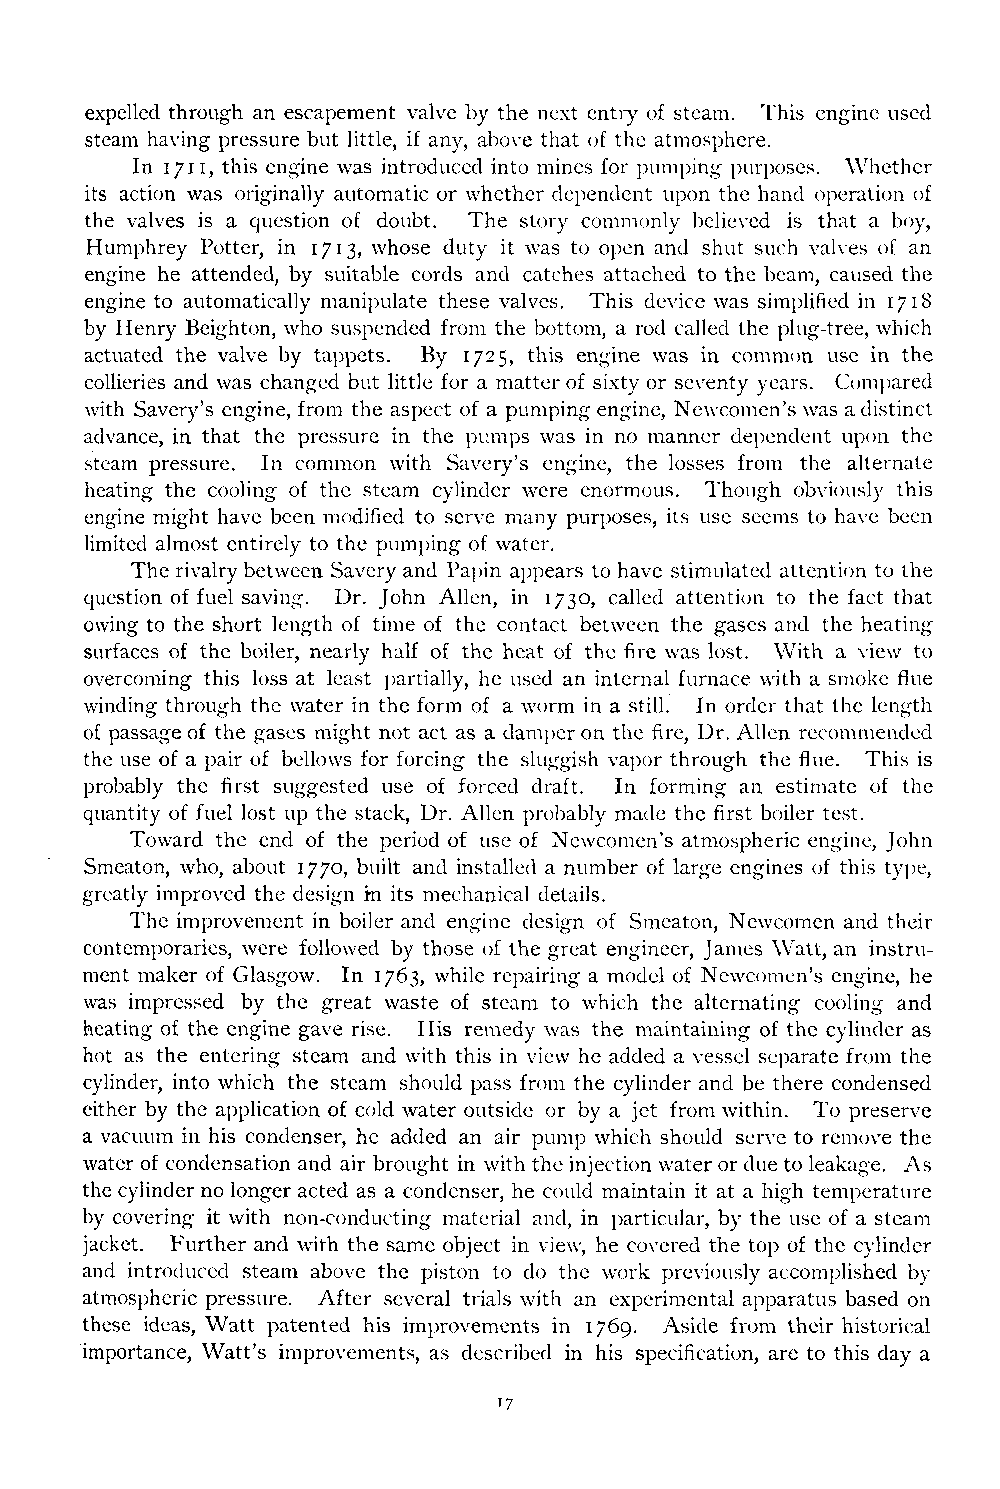 expelled through an escapement valve by the next entry of steam. This engine used
steam having pressure but little, if any, above that of the atmosphere.
In 1711, this engine was introduced into mines for pumping purposes. Whether
its action was originally automatic or whether dependent upon the hand operation of
the valves is a question of doubt. The story commonly believed is that a boy,
Humphrey Potter, in 1713, whose duty it was to open and shut such valves of an
engine he attended, by suitable cords and catches attached to the beam, caused the
engine to automatically manipulate these valves. This device was simplified in 1718
by Henry Beighton, who suspended from the bottom, a rod called the plug-tree, which
actuated the valve by tappets. By 1725, this engine was in common use in the
collieries and was changed but little for a matter of sixty or seventy years. Compared
with Savery's engine, from the aspect of a pumping engine, Newcomen's was a distinct
advance, in that the pressure in the pumps was in no manner dependent upon the
steam pressure. In common with Savery's engine, the losses from the alternate
heating the cooling of the steam cylinder were enormous. Though obviously this
engine might have been modified to serve many purposes, its use seems to have been
limited almost entirely to the pumping of water.
The rivalry between Savery and Papin appears to have stimulated attention to the
question of fuel saving. Dr. John Allen, in 1730, called attention to the fact that
owing to the short length of time of the contact between the gases and the heating
surfaces of the boiler, nearly half of the heat of the fire was lost. With a view to
overcoming this loss at least partially, he used an internal furnace with a smoke flue
winding through the water in the form of a worm in a still. In order that the length
of passage of the gases might not act as a damper on the fire, Dr. Allen recommended
the use of a pair of bellows for forcing the sluggish vapor through the flue. This is
probably the first suggested use of forced draft. In forming an estimate of the
quantity of fuel lost up the stack, Dr. Allen probably made the first boiler test.
Toward the end of the period of use of Newcomen's atmospheric engine, John
Smeaton, who, about 1770, built and installed a number of large engines of this type,
greatly improved the design in its mechanical details.
The improvement in boiler and engine design of Smeaton, Newcomen and their
contemporaries, were followed by those of the great engineer, James Watt, an instru-
ment maker of Glasgow. In 1763, while repairing a model of Newcomen's engine, he
was impressed by the great waste of steam to which the alternating cooling and
heating of the engine gave rise. His remedy was the maintaining of the cylinder as
hot as the entering steam and with this in view he added a vessel separate from the
cylinder, into which the steam should pass from the cylinder and be there condensed
either by the application of cold water outside or by a jet from within. To preserve
a vacuum in his condenser, he added an air pump which should serve to remove the
water of condensation and air brought in with the injection water or due to leakage. As
the cylinder no longer acted as a condenser, he could maintain it at a high temperature
by covering it with non-conducting material and, in particular, by the use of a steam
jacket. Further and with the same object in view, he covered the top of the cylinder
and introduced steam above the piston to do the work previously accomplished by
atmospheric pressure. After several trials with an experimental apparatus based on
these ideas, Watt patented his improvements in 1769. Aside from their historical
importance, Watt's improvements, as described in his specification, are to this day a
17